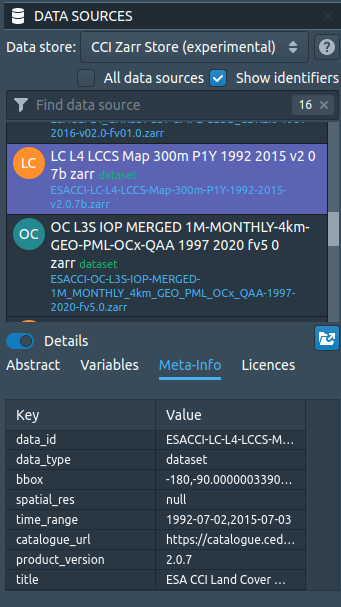 DATA SOURCES
Data store: CCI Zarr Store (experimental)
All data sources Show identifiers
Find data source 16
2016-v02.0-fv01.0.zarr
LC LC L4 LCCS Map 300m P1Y 1992 2015 v2 0
7b zarr dataset
ESACCI-LC-L4-LCCS-Map-300m-P1Y-1992-2015-
v2.0.7b.zarr
OC OC L3S IOP MERGED 1M-MONTHLY-4km-
GEO-PML-OCx-QAA 1997 2020 fv5 0
zarr dataset
ESACCI-OC-L3S-IOP-MERGED-
1M_MONTHLY_4km_GEO_PML_OCx_QAA-1997-
2020-fv5.0.zarr
Details
Abstract Variables Meta-Info Licences
Key Value
data_id ESACCI-LC-L4-LCCS-M...
data_type dataset
bbox -180,-90.0000003390...
spatial_res null
time_range 1992-07-02,2015-07-03
catalogue_url https://catalogue.ced...
product_version 2.0.7
title ESA CCI Land Cover ...